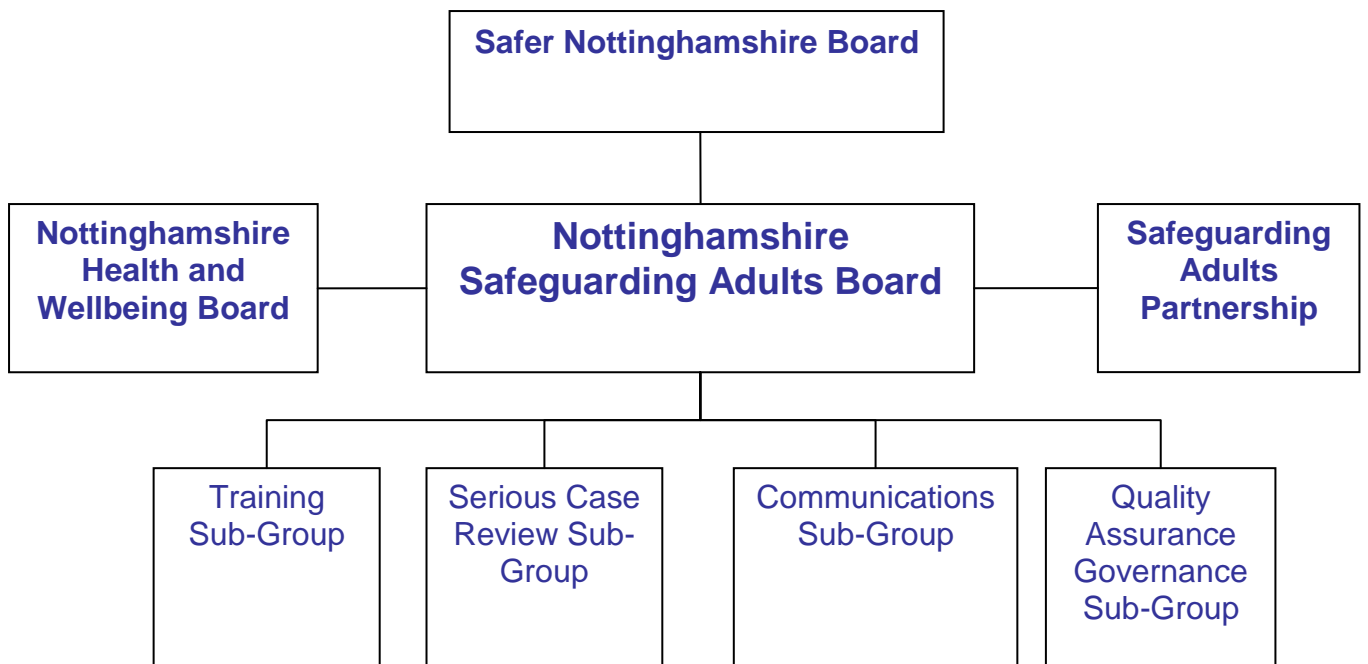 Safer Nottinghamshire Board
Nottinghamshire
Health and
Wellbeing Board
Nottinghamshire
Safeguarding Adults Board
Safeguarding
Adults
Partnership
Training
Sub-Group
Serious Case
Review Sub-
Group
Communications
Sub-Group
Quality
Assurance
Governance
Sub-Group